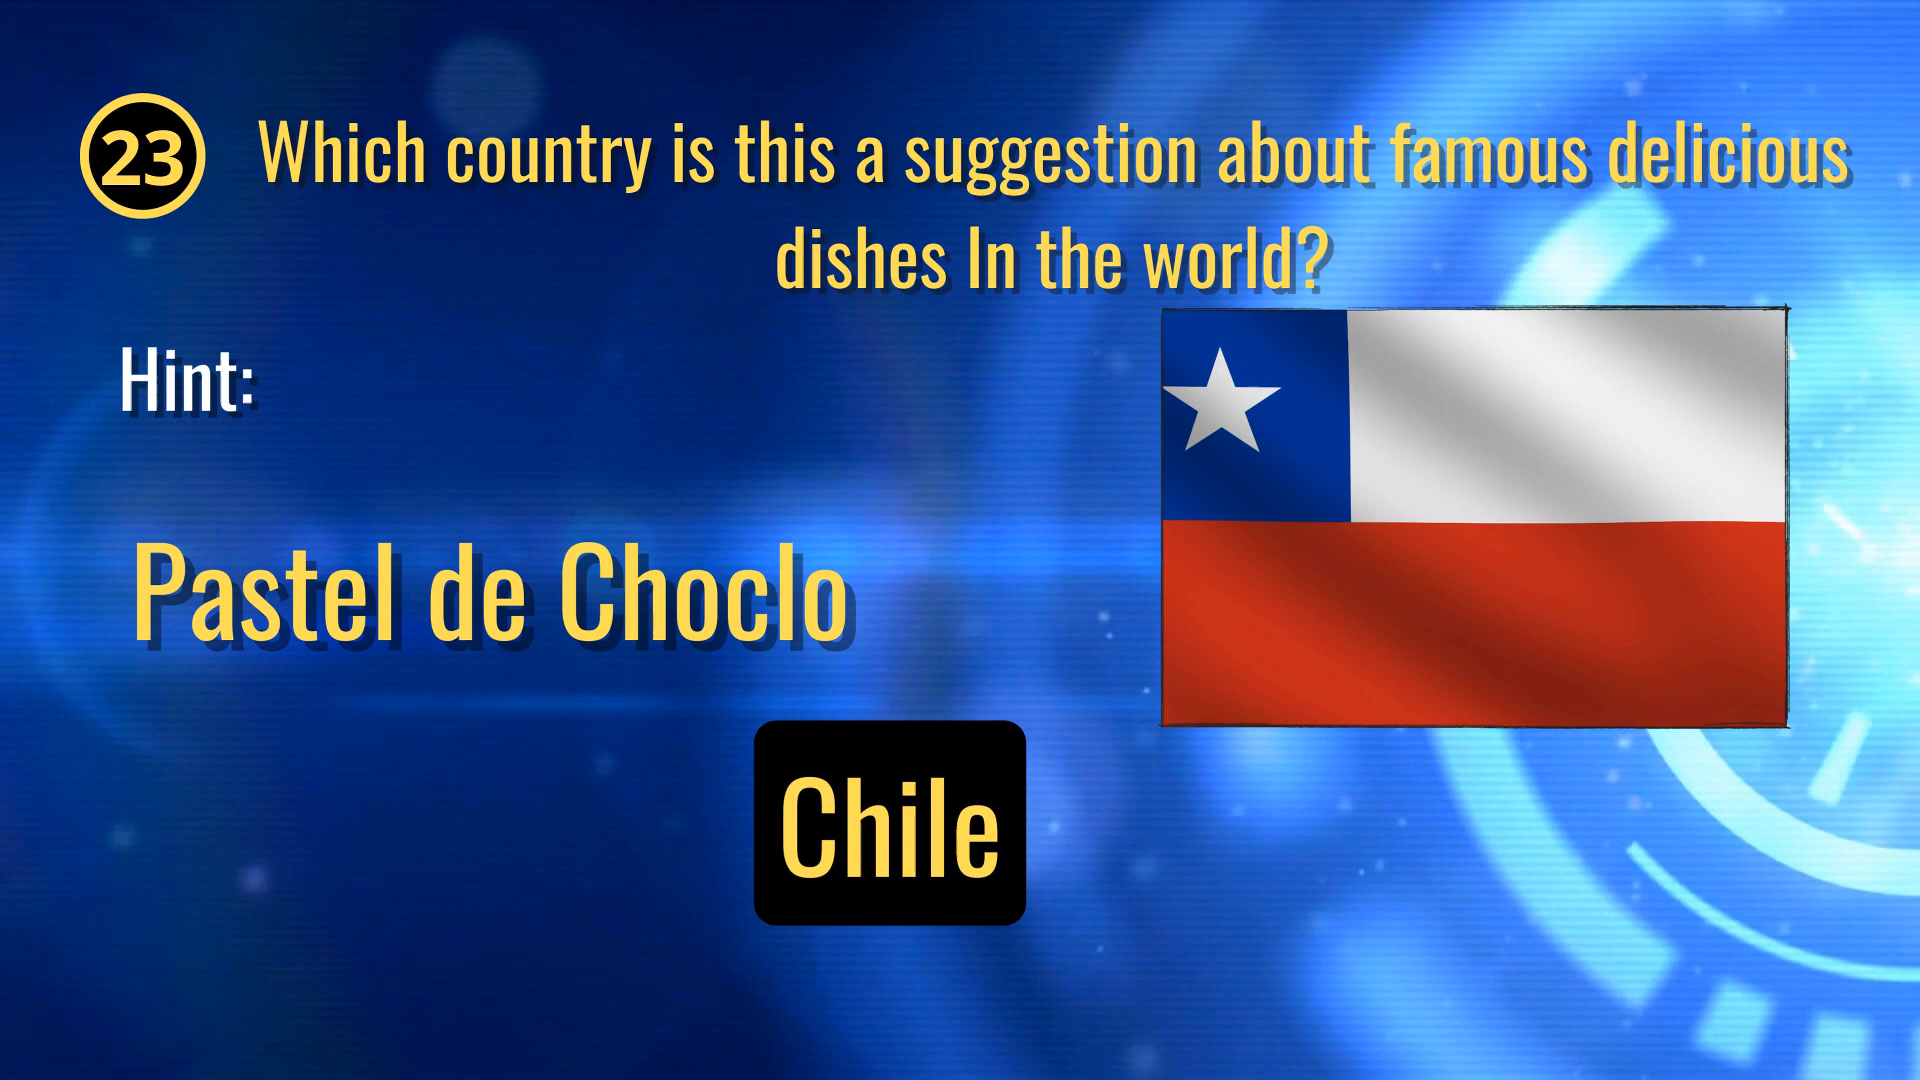 23
Which country is this a suggestion about famous delicious
dishes In the world?
Hint:
Pastel de Choclo
Chile